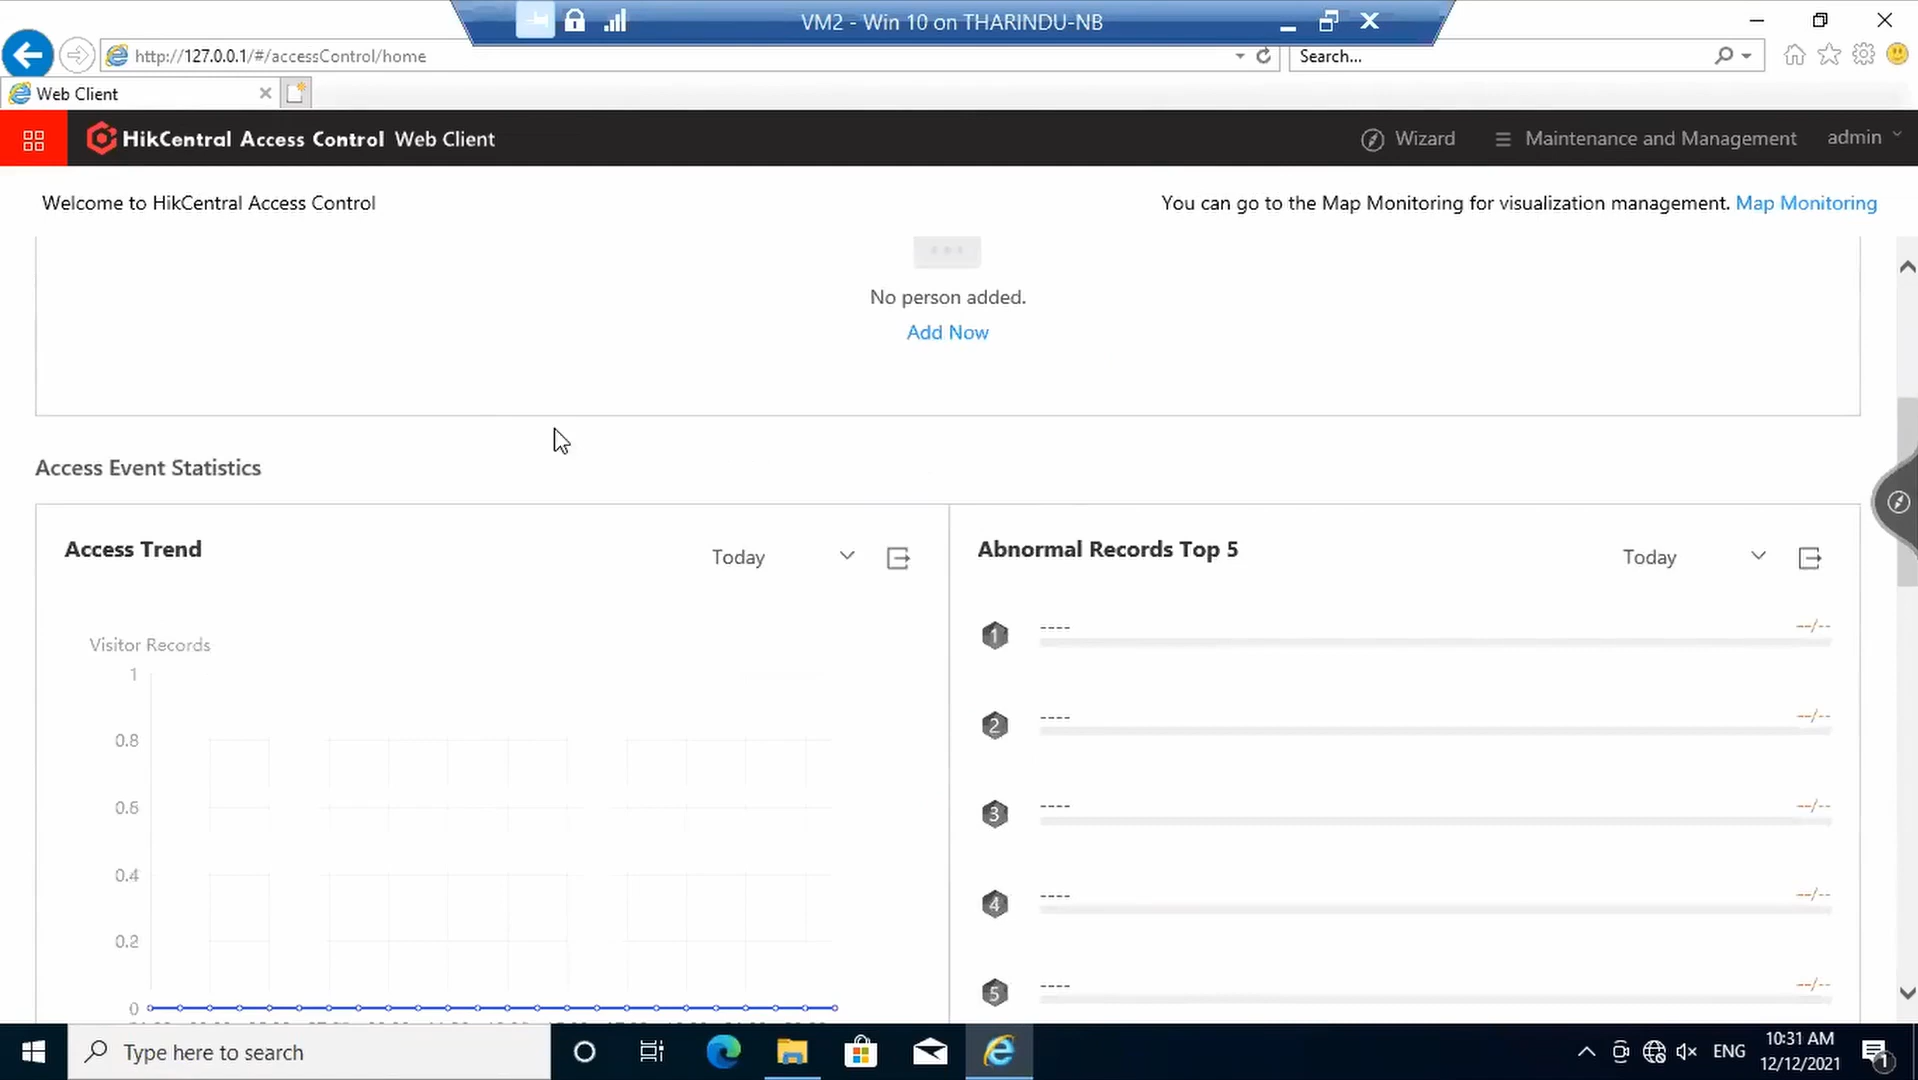 VM2 - Win 10 on THARINDU-NB
http://127.0.0.1/#/accessControl/home
Search...
Web Client
HikCentral Access Control Web Client
Wizard
Maintenance and Management
admin
Welcome to HikCentral Access Control
You can go to the Map Monitoring for visualization management. Map Monitoring
No person added.
Add Now
Access Event Statistics
Access Trend
Today
Abnormal Records Top 5
Today
Visitor Records
1
0.8
0.6
0.4
0.2
0
1 ---- --/--
2 ---- --/--
3 ---- --/--
4 ---- --/--
5 ---- --/--
Type here to search
ENG
10:31 AM
12/12/2021
1